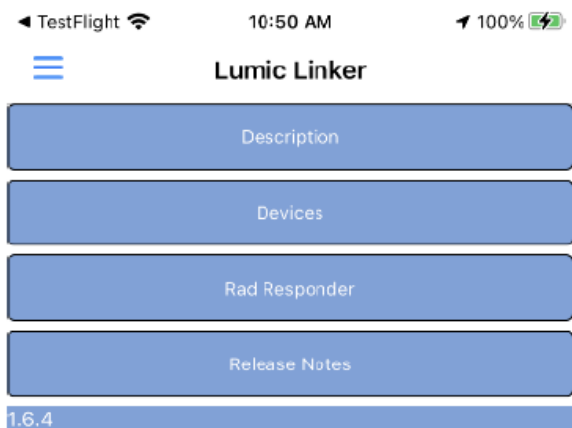 ◀ TestFlight 10:50 AM 100%
Lumic Linker
Description
Devices
Rad Responder
Release Notes
1.6.4